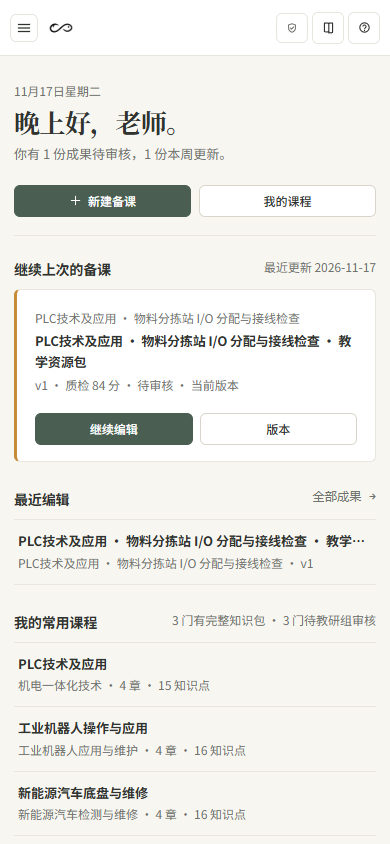 11月17日星期二
晚上好，老师。
你有 1 份成果待审核，1 份本周更新。
新建备课
我的课程
继续上次的备课
最近更新 2026-11-17
PLC技术及应用 · 物料分拣站 I/O 分配与接线检查
PLC技术及应用 · 物料分拣站 I/O 分配与接线检查 · 教
学资源包
v1 · 质检 84 分 · 待审核 · 当前版本
继续编辑
版本
最近编辑
全部成果 →
PLC技术及应用 · 物料分拣站 I/O 分配与接线检查 · 教学…
PLC技术及应用 · 物料分拣站 I/O 分配与接线检查 · v1
我的常用课程
3 门有完整知识包 · 3 门待教研组审核
PLC技术及应用
机电一体化技术 · 4 章 · 15 知识点
工业机器人操作与应用
工业机器人应用与维护 · 4 章 · 16 知识点
新能源汽车底盘与维修
新能源汽车检测与维修 · 4 章 · 16 知识点